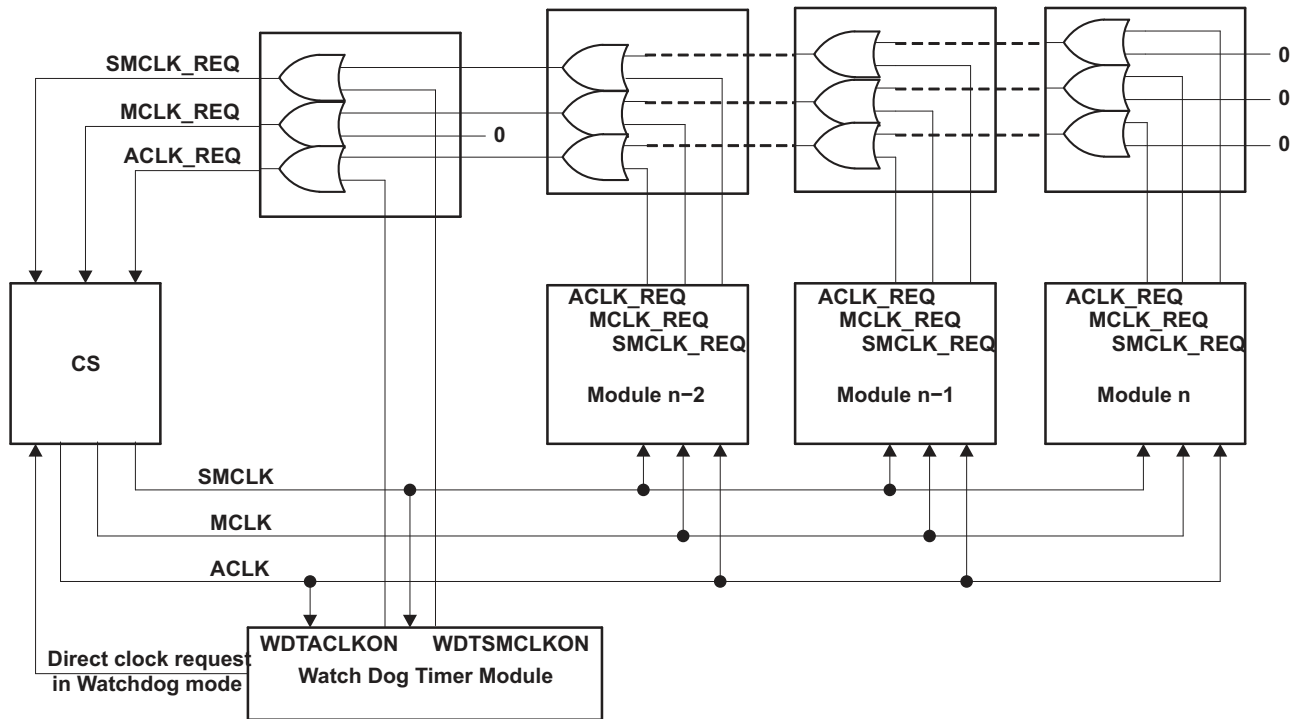 SMCLK_REQ
0
MCLK_REQ
0
0
ACLK_REQ
0
ACLK_REQ
MCLK_REQ
SMCLK_REQ
Module n−2
ACLK_REQ
MCLK_REQ
SMCLK_REQ
Module n−1
ACLK_REQ
MCLK_REQ
SMCLK_REQ
Module n
CS
SMCLK
MCLK
ACLK
WDTACLKON
WDTSMCLKON
Watch Dog Timer Module
Direct clock request
in Watchdog mode